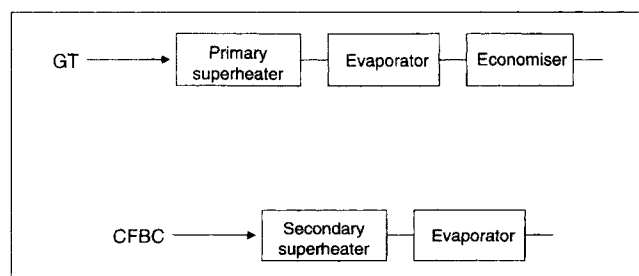 GT
Primary
superheater
Evaporator
Economiser
CFBC
Secondary
superheater
Evaporator